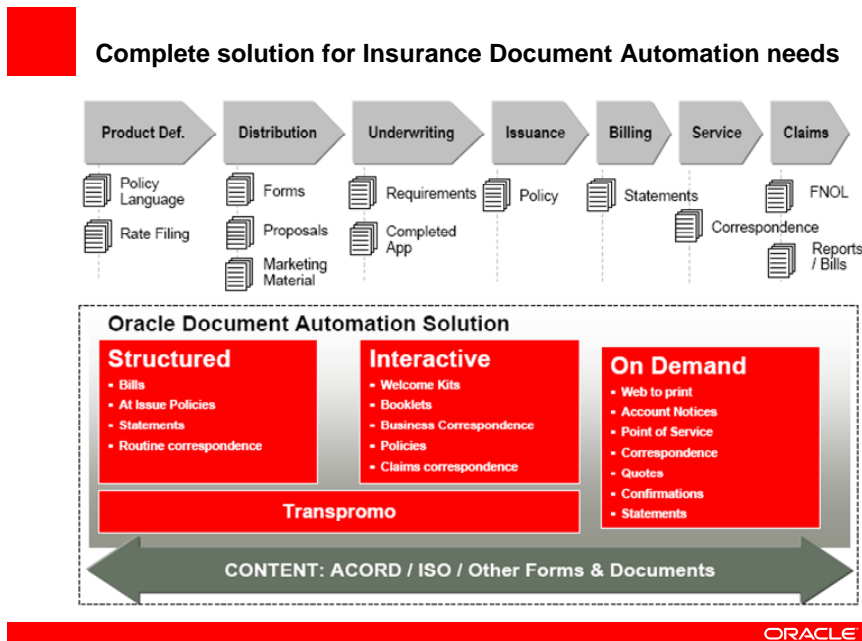 Complete solution for Insurance Document Automation needs
Product Def.
Distribution
Underwriting
Issuance
Billing
Service
Claims
Policy
Language
Rate Filing
Forms
Proposals
Marketing
Material
Requirements
Completed
App
Policy
Statements
Correspondence
FNOL
Reports
/ Bills
Oracle Document Automation Solution
Structured
▪ Bills
▪ At Issue Policies
▪ Statements
▪ Routine correspondence
Interactive
▪ Welcome Kits
▪ Booklets
▪ Business Correspondence
▪ Policies
▪ Claims correspondence
On Demand
▪ Web to print
▪ Account Notices
▪ Point of Service
▪ Correspondence
▪ Quotes
▪ Confirmations
▪ Statements
Transpromo
CONTENT: ACORD / ISO / Other Forms & Documents
ORACLE